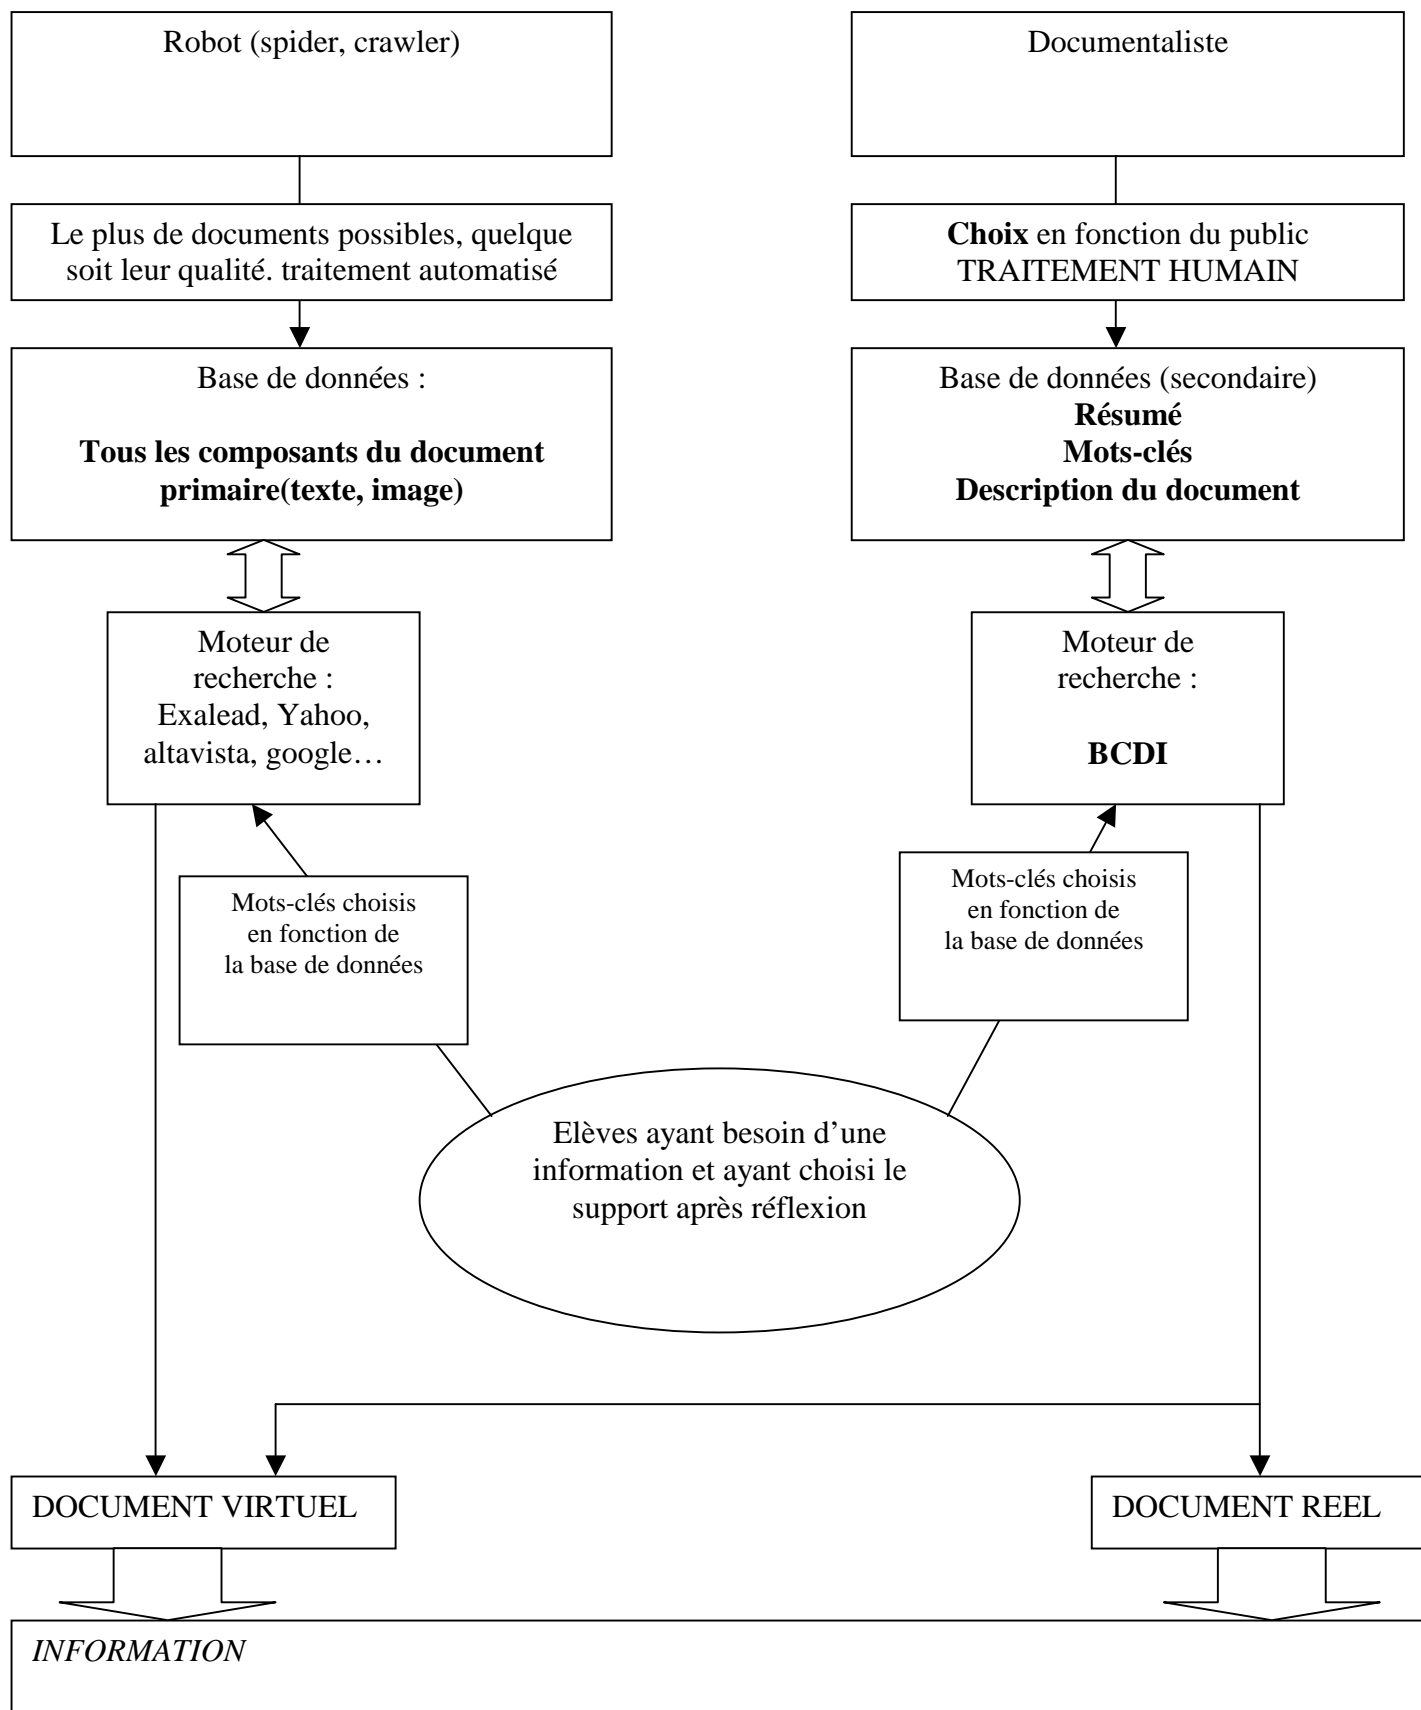 Robot (spider, crawler)
Documentaliste
Le plus de documents possibles, quelque
soit leur qualité. traitement automatisé
Choix en fonction du public
TRAITEMENT HUMAIN
Base de données :
Tous les composants du document
primaire(texte, image)
Base de données (secondaire)
Résumé
Mots-clés
Description du document
Moteur de
recherche :
Exalead, Yahoo,
altavista, google…
Moteur de
recherche :
BCDI
Mots-clés choisis
en fonction de
la base de données
Mots-clés choisis
en fonction de
la base de données
Elèves ayant besoin d’une
information et ayant choisi le
support après réflexion
DOCUMENT VIRTUEL
DOCUMENT REEL
INFORMATION